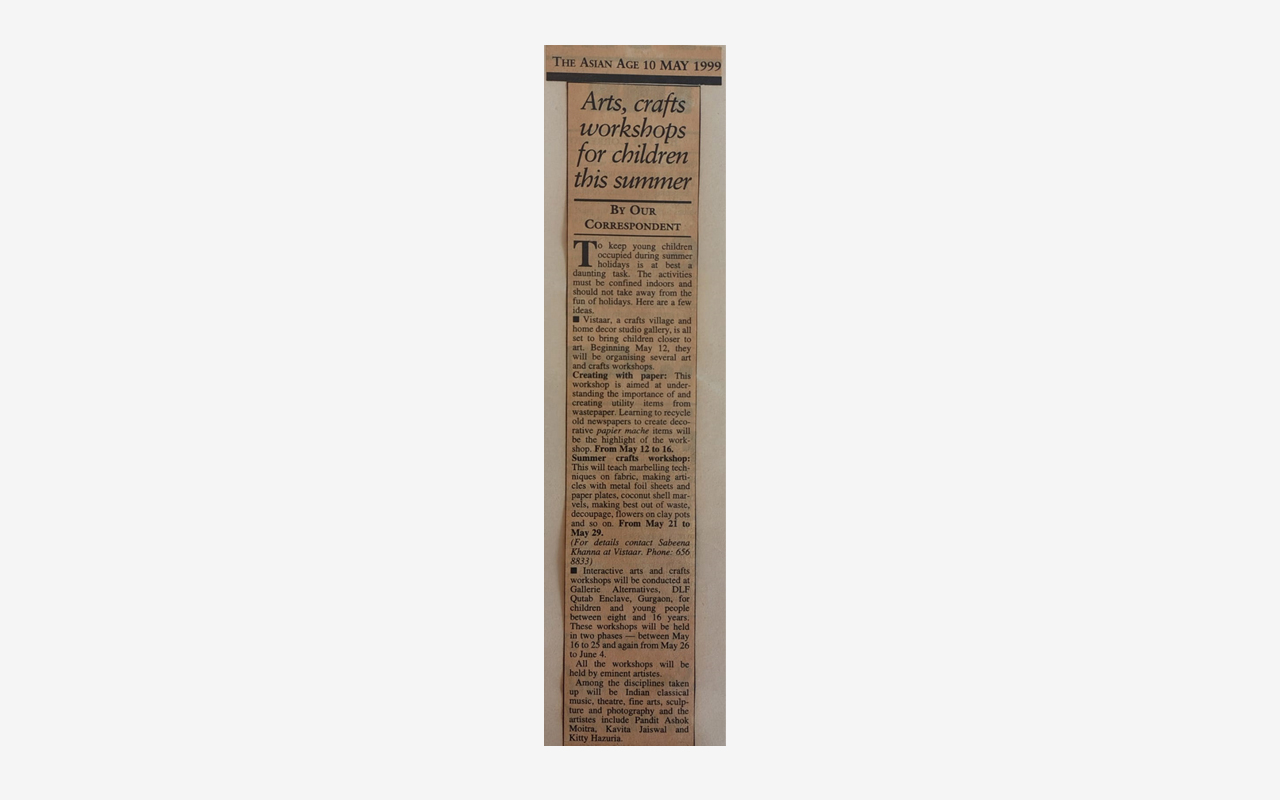 THE ASIAN AGE 10 MAY 1999
Arts, crafts
workshops
for children
this summer
BY OUR
CORRESPONDENT
To keep young children
occupied during summer
holidays is at best a
daunting task. The activities
must be confined indoors and
should not take away from the
fun of holidays. Here are a few
ideas.
■ Vistaar, a crafts village and
home decor studio gallery, is all
set to bring children closer to
art. Beginning May 12, they
will be organising several art
and crafts workshops.
Creating with paper: This
workshop is aimed at under-
standing the importance of and
creating utility items from
wastepaper. Learning to recycle
old newspapers to create deco-
rative papier mache items will
be the highlight of the work-
shop. From May 12 to 16.
Summer crafts workshop:
This will teach marbelling tech-
niques on fabric, making arti-
cles with metal foil sheets and
paper plates, coconut shell mar-
vels, making best out of waste,
decoupage, flowers on clay pots
and so on. From May 21 to
May 29.
(For details contact Sabeena
Khanna at Vistaar. Phone: 656
8833)
■ Interactive arts and crafts
workshops will be conducted at
Gallerie Alternatives, DLF
Qutab Enclave, Gurgaon, for
children and young people
between eight and 16 years.
These workshops will be held
in two phases — between May
16 to 25 and again from May 26
to June 4.
All the workshops will be
held by eminent artistes.
Among the disciplines taken
up will be Indian classical
music, theatre, fine arts, sculp-
ture and photography and the
artistes include Pandit Ashok
Moitra, Kavita Jaiswal and
Kitty Hazuria.